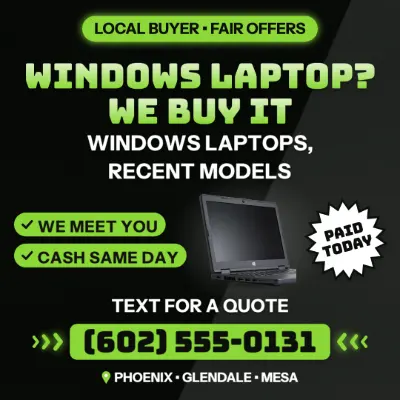 LOCAL BUYER • FAIR OFFERS
WINDOWS LAPTOP?
WE BUY IT
WINDOWS LAPTOPS,
RECENT MODELS
WE MEET YOU
CASH SAME DAY
PAID
TODAY
TEXT FOR A QUOTE
(602) 555-0131
PHOENIX • GLENDALE • MESA